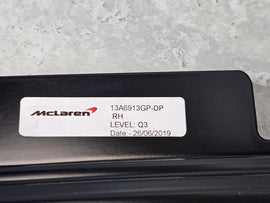 McLaren
13A6913GP-DP
RH
LEVEL: Q3
Date:- 26/06/2019